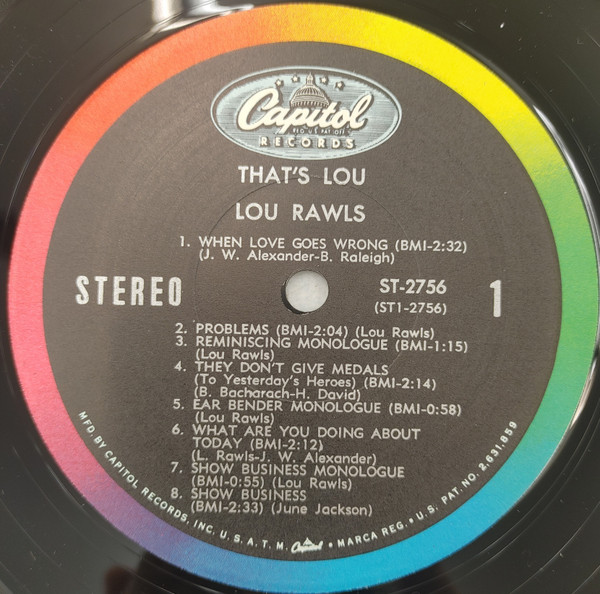 Capitol
REG. U.S. PAT. OFF.
RECORDS
THAT'S LOU
LOU RAWLS
1. WHEN LOVE GOES WRONG (BMI-2:32)
(J. W. Alexander-B. Raleigh)
STEREO
ST-2756
(ST1-2756)
1
2. PROBLEMS (BMI-2:04) (Lou Rawls)
3. REMINISCING MONOLOGUE (BMI-1:15)
(Lou Rawls)
4. THEY DON'T GIVE MEDALS
(To Yesterday's Heroes) (BMI-2:14)
(B. Bacharach-H. David)
5. EAR BENDER MONOLOGUE (BMI-0:58)
(Lou Rawls)
6. WHAT ARE YOU DOING ABOUT
TODAY (BMI-2:12)
(L. Rawls-J. W. Alexander)
7. SHOW BUSINESS MONOLOGUE
(BMI-0:55) (Lou Rawls)
8. SHOW BUSINESS
(BMI-2:33) (June Jackson)
MFD. BY CAPITOL RECORDS, INC. U.S.A. T.M. Capitol • MARCA REG. • U.S. PAT. NO. 2,631,859